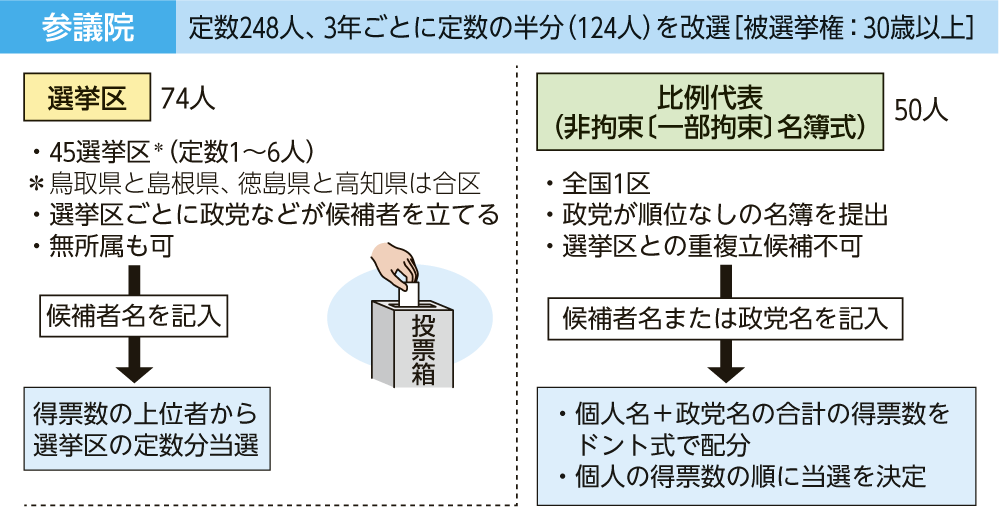 参議院
定数248人、3年ごとに定数の半分(124人)を改選[被選挙権:30歳以上]
選挙区 74人
・45選挙区*(定数1〜6人)
*鳥取県と島根県、徳島県と高知県は合区
・選挙区ごとに政党などが候補者を立てる
・無所属も可
候補者名を記入
得票数の上位者から
選挙区の定数分当選
投票箱
比例代表
(非拘束〔一部拘束〕名簿式)
50人
・全国1区
・政党が順位なしの名簿を提出
・選挙区との重複立候補不可
候補者名または政党名を記入
・個人名+政党名の合計の得票数を
ドント式で配分
・個人の得票数の順に当選を決定